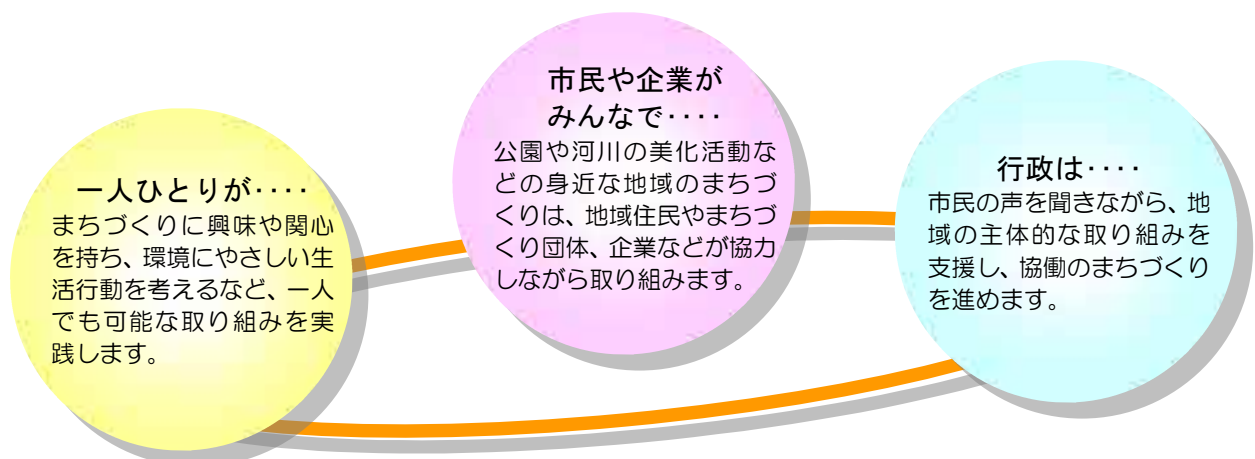 一人ひとりが‥‥
まちづくりに興味や関心
を持ち、環境にやさしい生
活行動を考えるなど、一人
でも可能な取り組みを実
践します。
市民や企業が
みんなで‥‥
公園や河川の美化活動な
どの身近な地域のまちづ
くりは、地域住民やまちづ
くり団体、企業などが協力
しながら取り組みます。
行政は‥‥
市民の声を聞きながら、地
域の主体的な取り組みを
支援し、協働のまちづくり
を進めます。